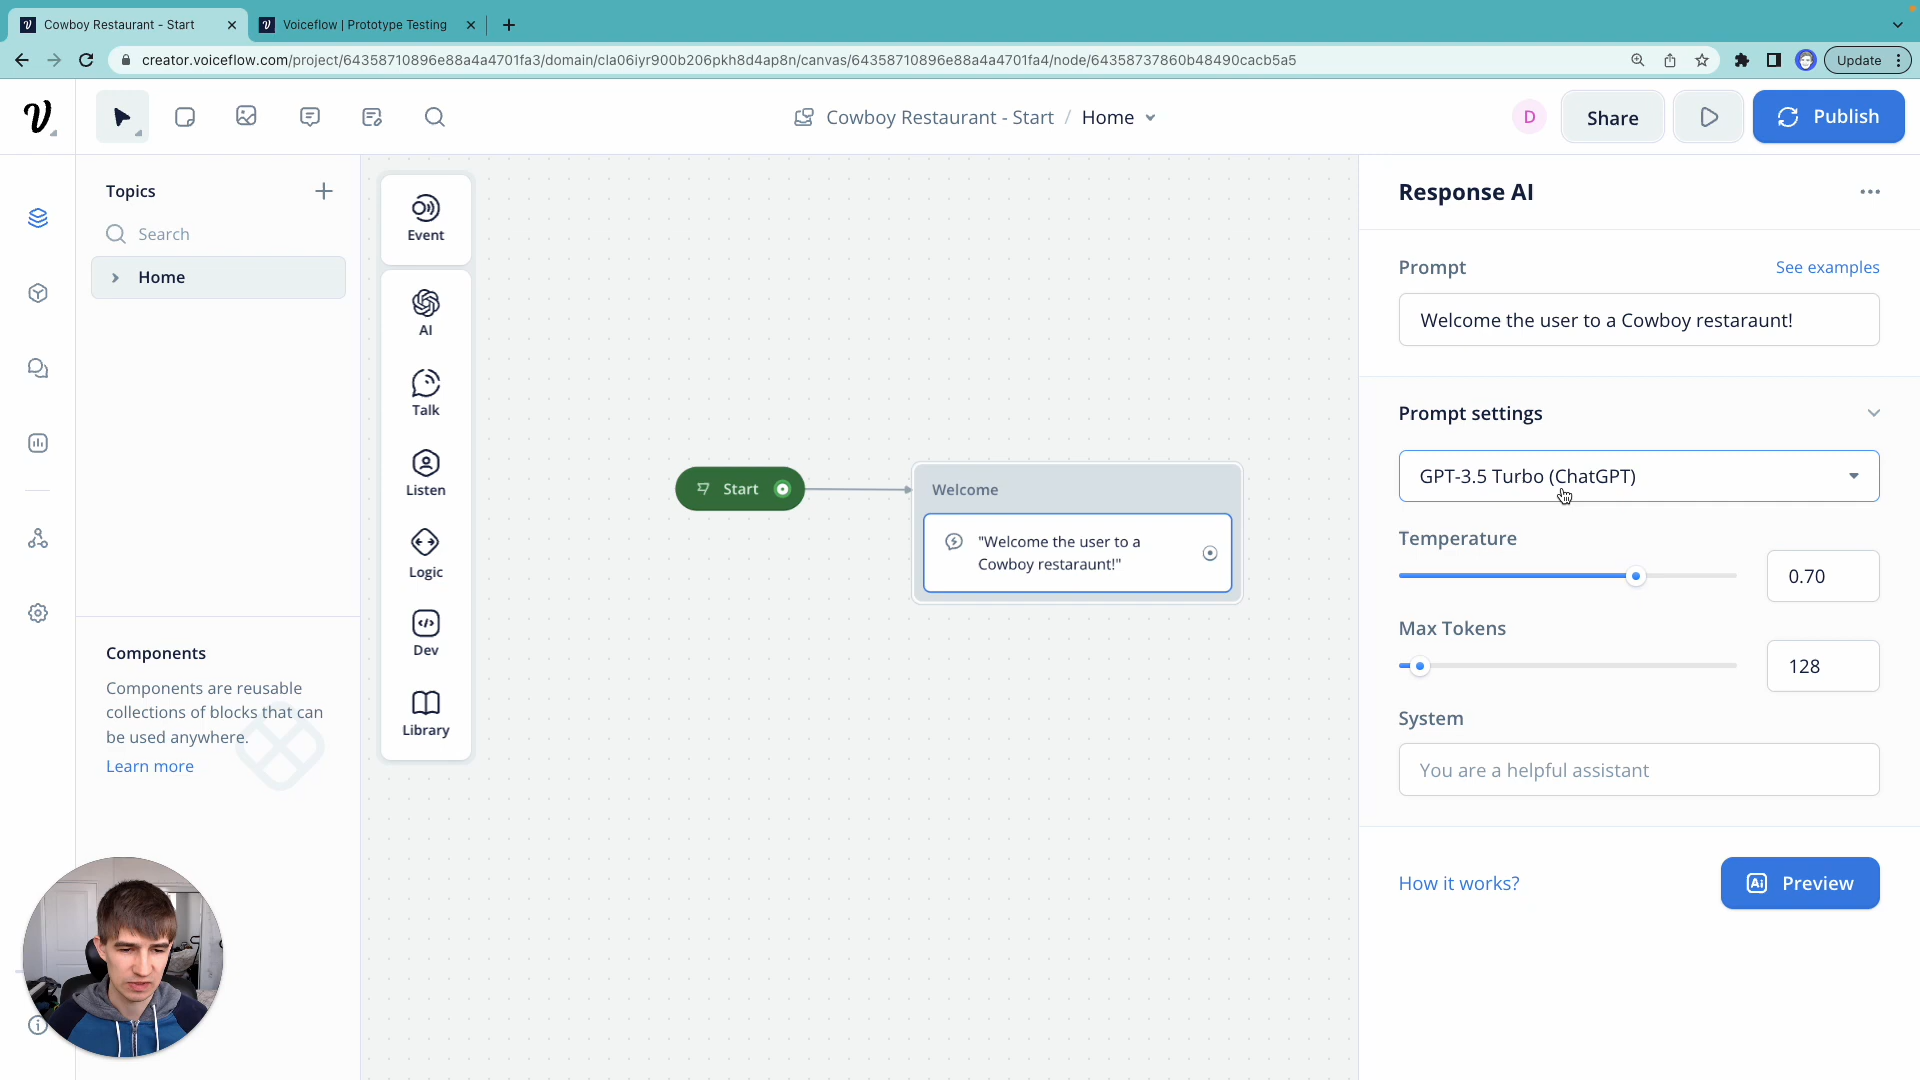 Cowboy Restaurant - Start
Voiceflow | Prototype Testing
creator.voiceflow.com/project/64358710896e88a4a4701fa3/domain/cla06iyr900b206pkh8d4ap8n/canvas/64358710896e88a4a4701fa4/node/64358737860b48490cacb5a5
Update
Cowboy Restaurant - Start / Home
D
Share
Publish
Topics
Search
Home
Event
AI
Talk
Listen
Logic
Dev
Library
Components
Components are reusable
collections of blocks that can
be used anywhere.
Learn more
Start
Welcome
"Welcome the user to a
Cowboy restaraunt!"
Response AI
Prompt
See examples
Welcome the user to a Cowboy restaraunt!
Prompt settings
GPT-3.5 Turbo (ChatGPT)
Temperature
0.70
Max Tokens
128
System
You are a helpful assistant
How it works?
Ai Preview